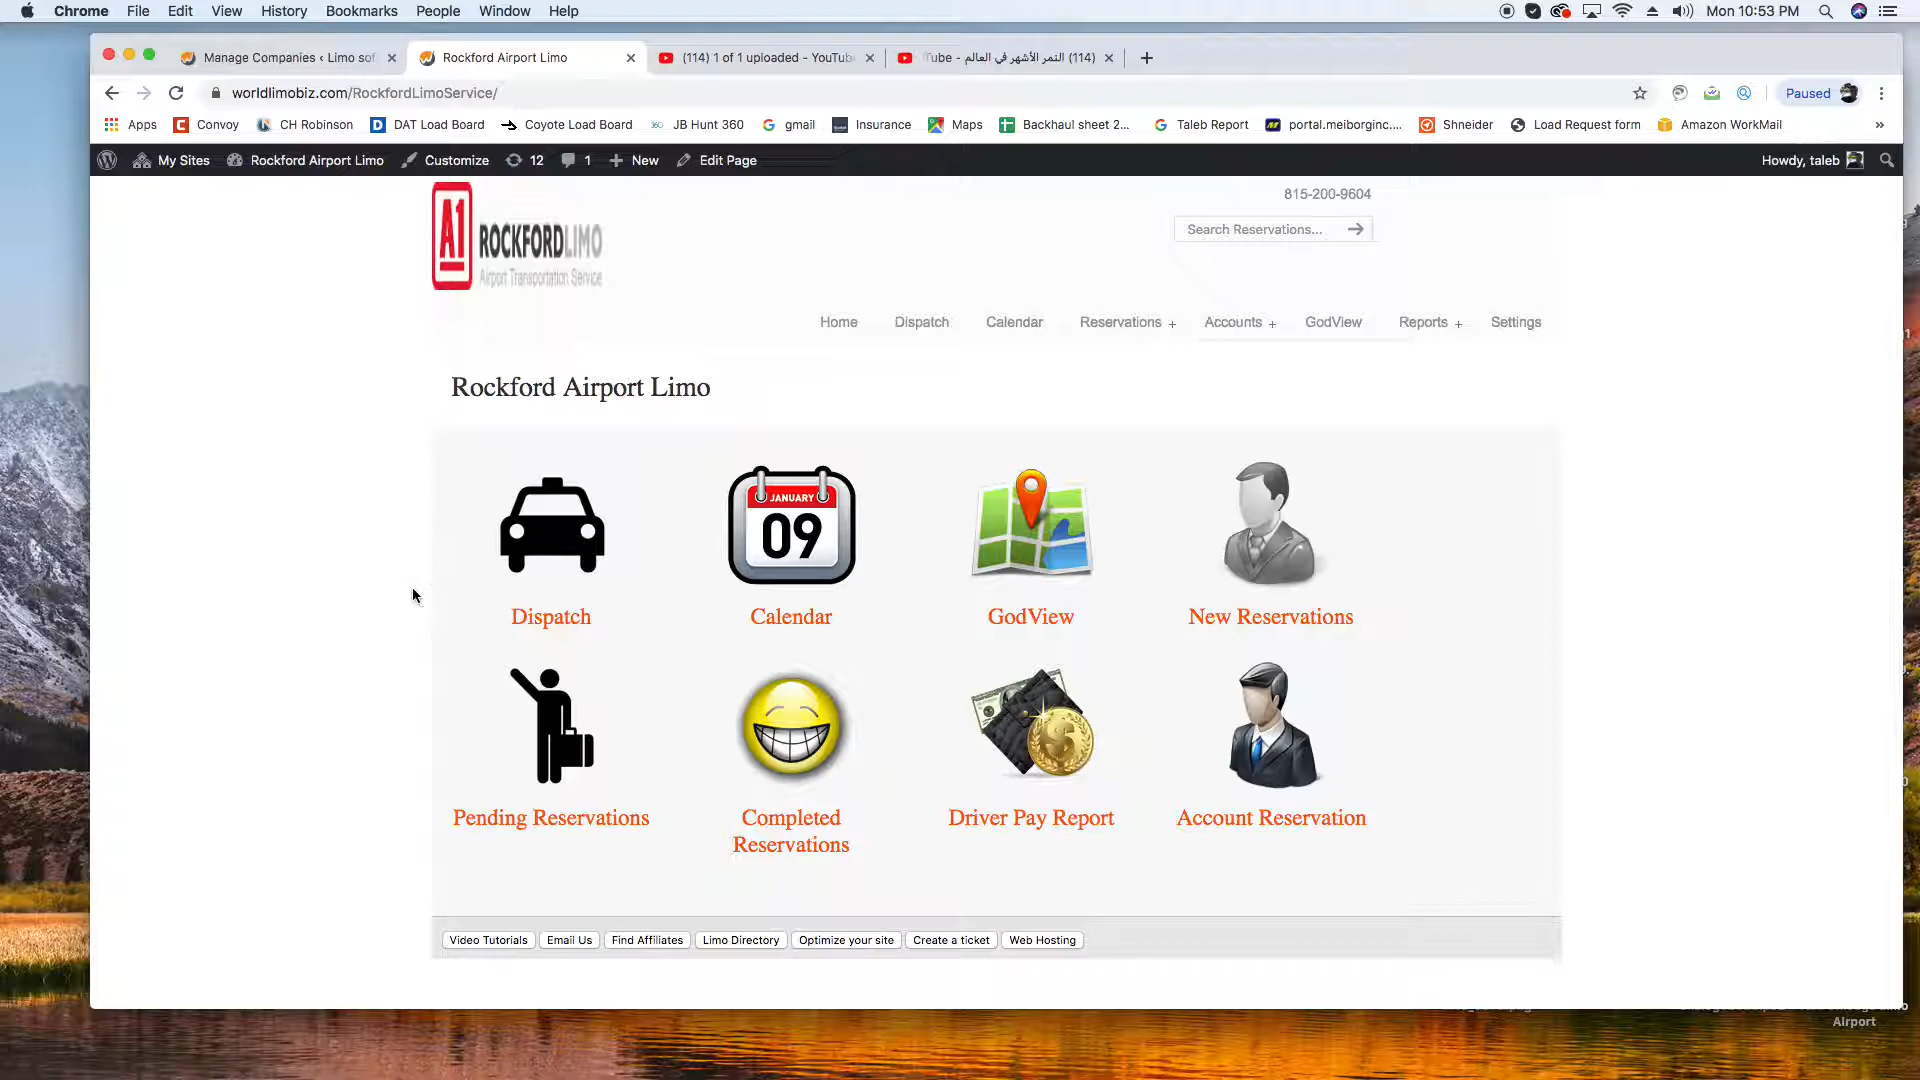 Chrome File Edit View History Bookmarks People Window Help
Mon 10:53 PM
Manage Companies ‹ Limo sof
Rockford Airport Limo
(114) 1 of 1 uploaded - YouTub
(114) النمر الأشهر في العالم - Tube
worldlimobiz.com/RockfordLimoService/
Paused
Apps Convoy CH Robinson DAT Load Board Coyote Load Board JB Hunt 360 gmail Insurance Maps Backhaul sheet 2... Taleb Report portal.meiborginc.... Shneider Load Request form Amazon WorkMail »
My Sites Rockford Airport Limo Customize 12 1 New Edit Page
Howdy, taleb
815-200-9604
A1
ROCKFORDLIMO
Airport Transportation Service
Search Reservations...
Home Dispatch Calendar Reservations + Accounts + GodView Reports + Settings
Rockford Airport Limo
JANUARY
09
Dispatch Calendar GodView New Reservations
Pending Reservations Completed Reservations Driver Pay Report Account Reservation
Video Tutorials Email Us Find Affiliates Limo Directory Optimize your site Create a ticket Web Hosting
Airport